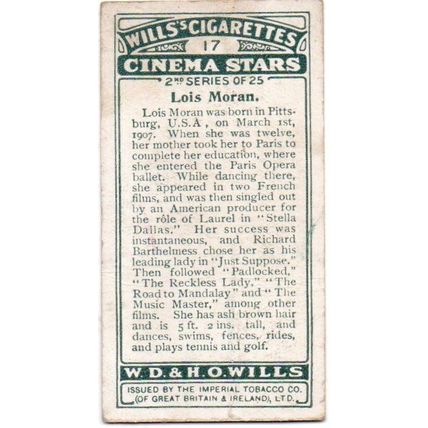 WILLS'S CIGARETTES
17
CINEMA STARS
2ND SERIES OF 25
Lois Moran.
Lois Moran was born in Pitts-
burg, U.S.A., on March 1st,
1907. When she was twelve,
her mother took her to Paris to
complete her education, where
she entered the Paris Opera
ballet. While dancing there,
she appeared in two French
films, and was then singled out
by an American producer for
the rôle of Laurel in "Stella
Dallas." Her success was
instantaneous, and Richard
Barthelmess chose her as his
leading lady in "Just Suppose."
Then followed "Padlocked,"
"The Reckless Lady," "The
Road to Mandalay" and "The
Music Master," among other
films. She has ash brown hair
and is 5 ft. 2 ins. tall, and
dances, swims, fences, rides,
and plays tennis and golf.
W.D. & H.O. WILLS
ISSUED BY THE IMPERIAL TOBACCO CO.
(OF GREAT BRITAIN & IRELAND), LTD.